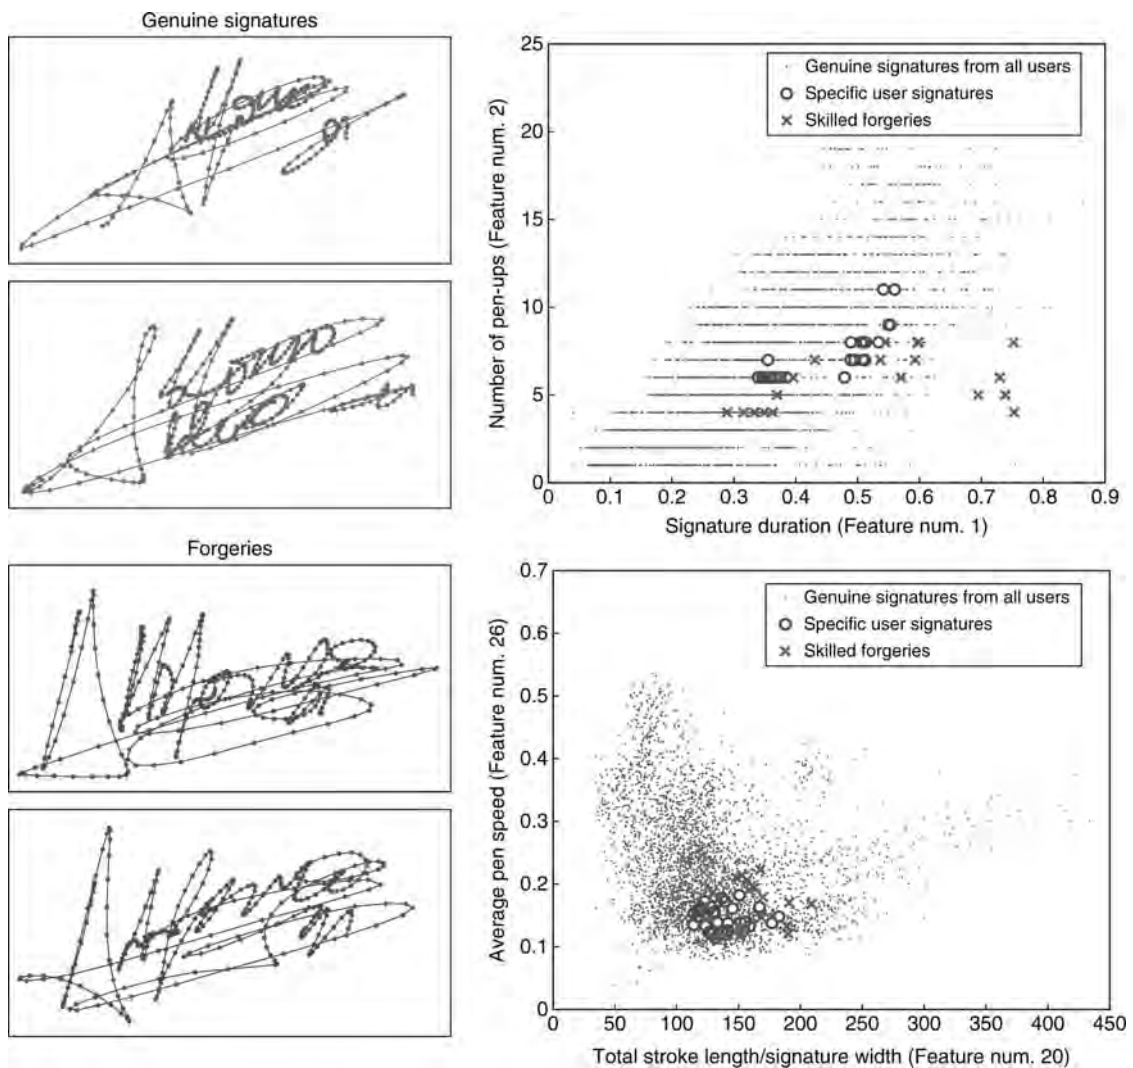 Genuine signatures
Forgeries
25
20
15
10
5
0
Number of pen-ups (Feature num. 2)
Genuine signatures from all users
Specific user signatures
Skilled forgeries
0 0.1 0.2 0.3 0.4 0.5 0.6 0.7 0.8 0.9
Signature duration (Feature num. 1)
0.7
0.6
0.5
0.4
0.3
0.2
0.1
0
Average pen speed (Feature num. 26)
Genuine signatures from all users
Specific user signatures
Skilled forgeries
0 50 100 150 200 250 300 350 400 450
Total stroke length/signature width (Feature num. 20)